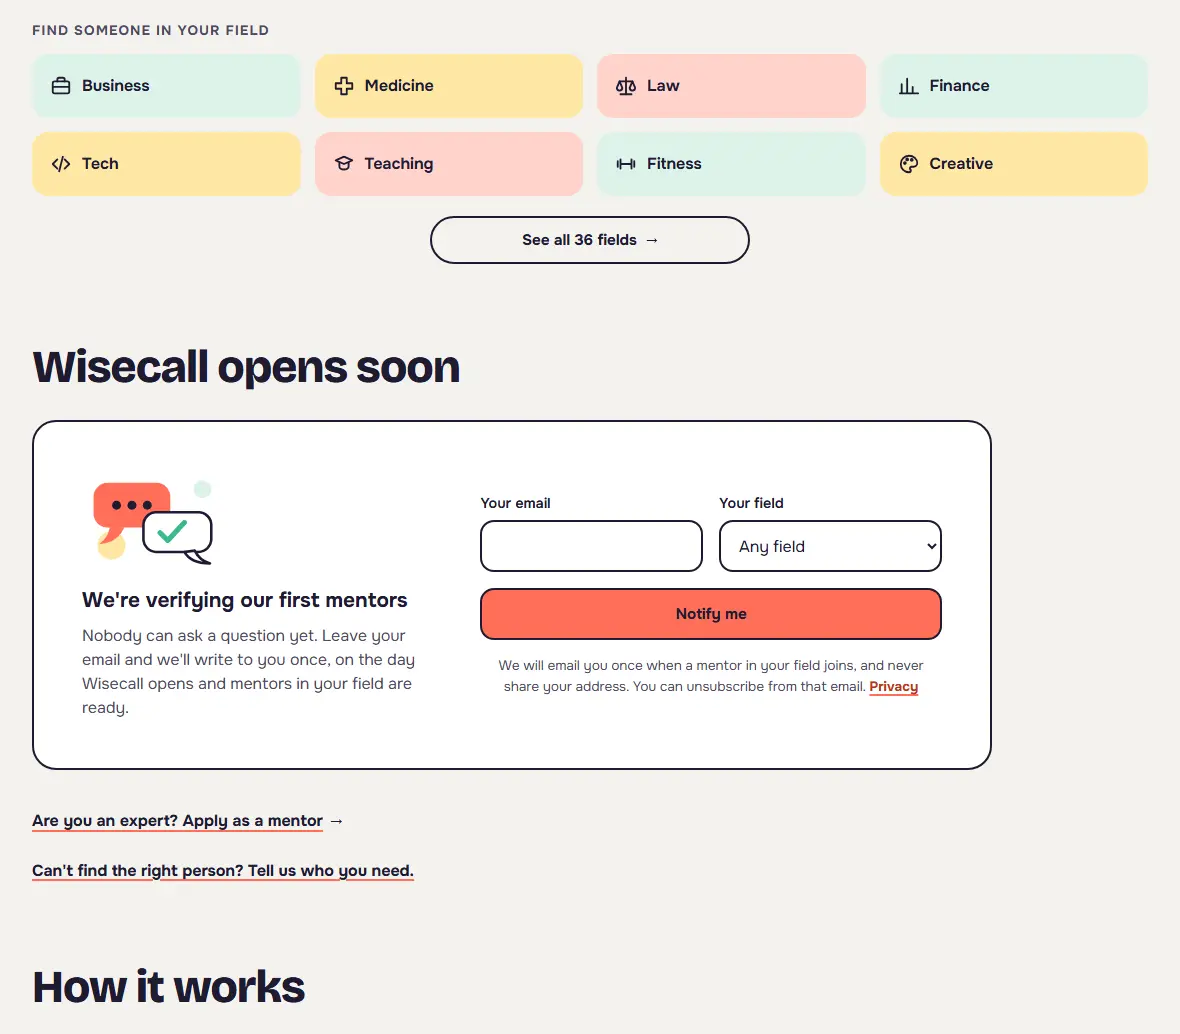 FIND SOMEONE IN YOUR FIELD
Business
Medicine
Law
Finance
Tech
Teaching
Fitness
Creative
See all 36 fields →
Wisecall opens soon
We're verifying our first mentors
Nobody can ask a question yet. Leave your
email and we'll write to you once, on the day
Wisecall opens and mentors in your field are
ready.
Your email
Your field
Any field
Notify me
We will email you once when a mentor in your field joins, and never
share your address. You can unsubscribe from that email. Privacy
Are you an expert? Apply as a mentor →
Can't find the right person? Tell us who you need.
How it works